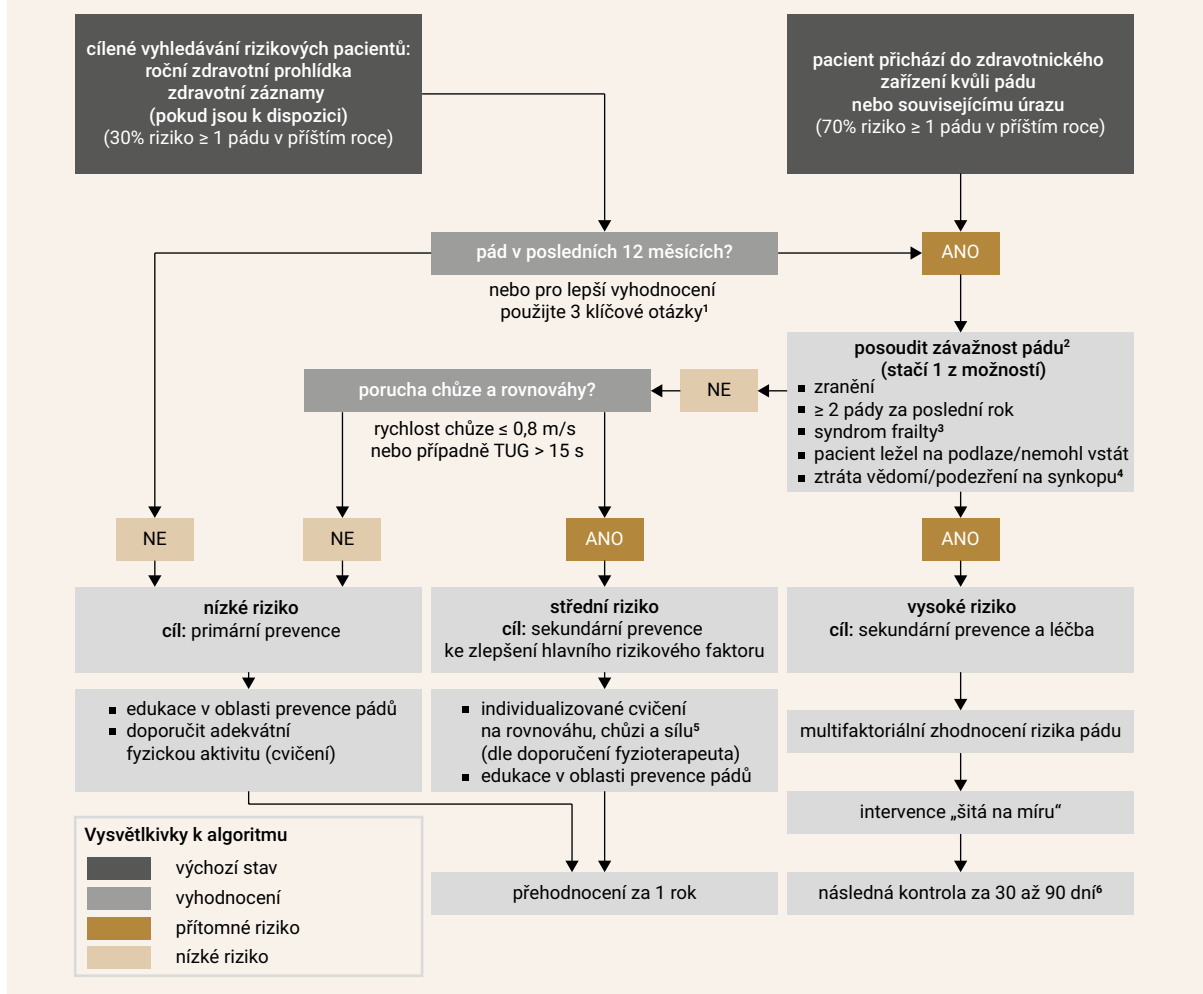 cílené vyhledávání rizikových pacientů:
roční zdravotní prohlídka
zdravotní záznamy
(pokud jsou k dispozici)
(30% riziko ≥ 1 pádu v příštím roce)
pacient přichází do zdravotnického
zařízení kvůli pádu
nebo souvisejícímu úrazu
(70% riziko ≥ 1 pádu v příštím roce)
pád v posledních 12 měsících?
ANO
nebo pro lepší vyhodnocení
použijte 3 klíčové otázky¹
posoudit závažnost pádu²
(stačí 1 z možností)
▪ zranění
▪ ≥ 2 pády za poslední rok
▪ syndrom frailty³
▪ pacient ležel na podlaze/nemohl vstát
▪ ztráta vědomí/podezření na synkopu⁴
NE
porucha chůze a rovnováhy?
rychlost chůze ≤ 0,8 m/s
nebo případně TUG > 15 s
NE
NE
ANO
ANO
nízké riziko
cíl: primární prevence
střední riziko
cíl: sekundární prevence
ke zlepšení hlavního rizikového faktoru
vysoké riziko
cíl: sekundární prevence a léčba
▪ edukace v oblasti prevence pádů
▪ doporučit adekvátní
fyzickou aktivitu (cvičení)
▪ individualizované cvičení
na rovnováhu, chůzi a sílu⁵
(dle doporučení fyzioterapeuta)
▪ edukace v oblasti prevence pádů
multifaktoriální zhodnocení rizika pádu
intervence „šitá na míru“
přehodnocení za 1 rok
následná kontrola za 30 až 90 dní⁶
Vysvětlkivky k algoritmu
výchozí stav
vyhodnocení
přítomné riziko
nízké riziko